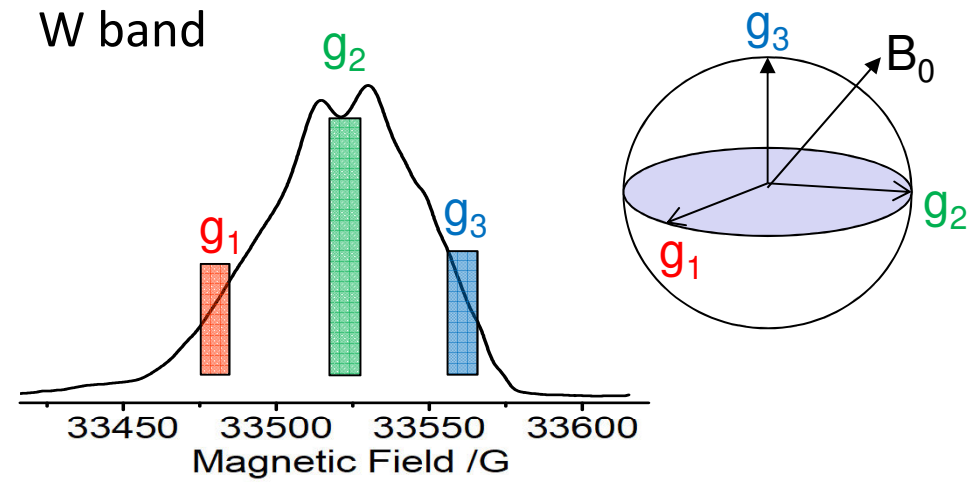 W band
g₂
g₁
g₃
33450 33500 33550 33600
Magnetic Field /G
g₃
B₀
g₂
g₁